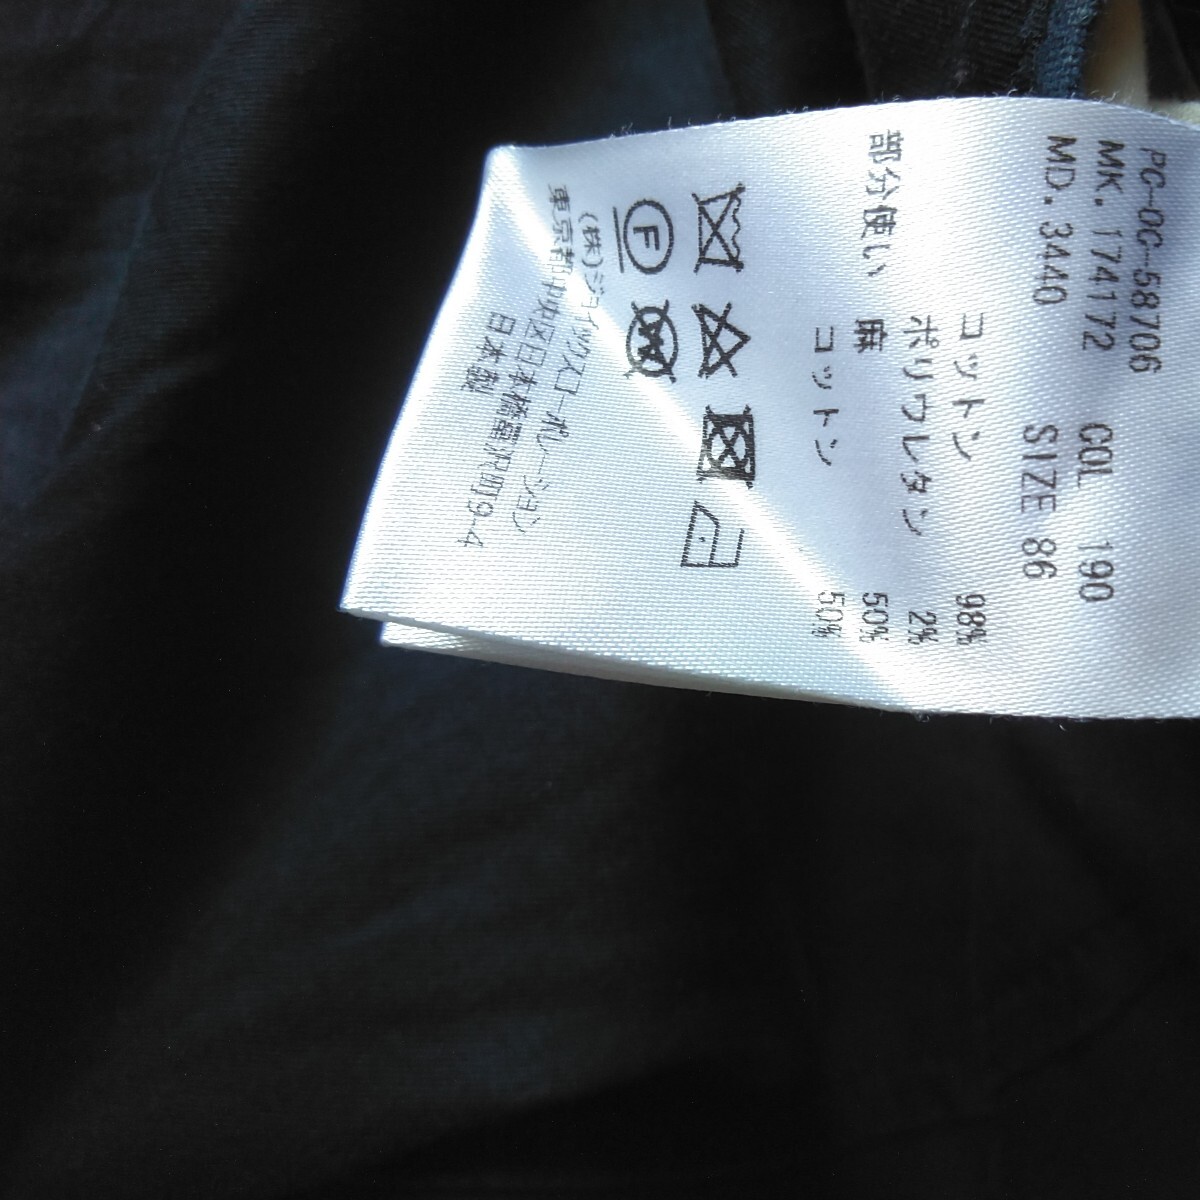 PC-OC-58706
MK. 174172 COL 190
MD. 3440 SIZE 86
コットン 98%
ポリウレタン 2%
部分使い 麻 50%
コットン 50%
F W
(株)ジョイックスコーポレーション
東京都中央区日本橋富沢町9-4
日本製